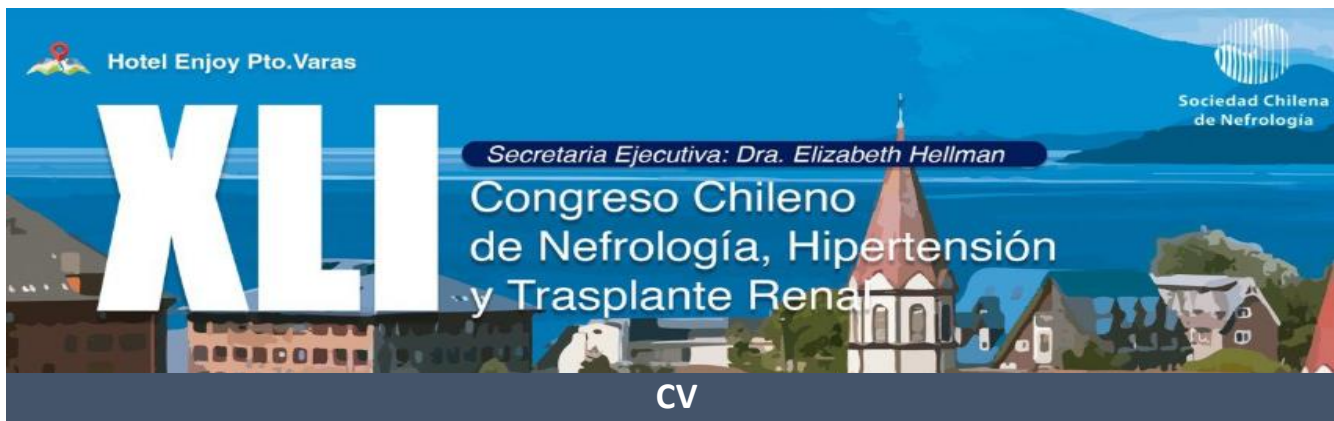 Hotel Enjoy Pto.Varas
Sociedad Chilena
de Nefrología
XLI
Secretaria Ejecutiva: Dra. Elizabeth Hellman
Congreso Chileno
de Nefrología, Hipertensión
y Trasplante Renal
CV